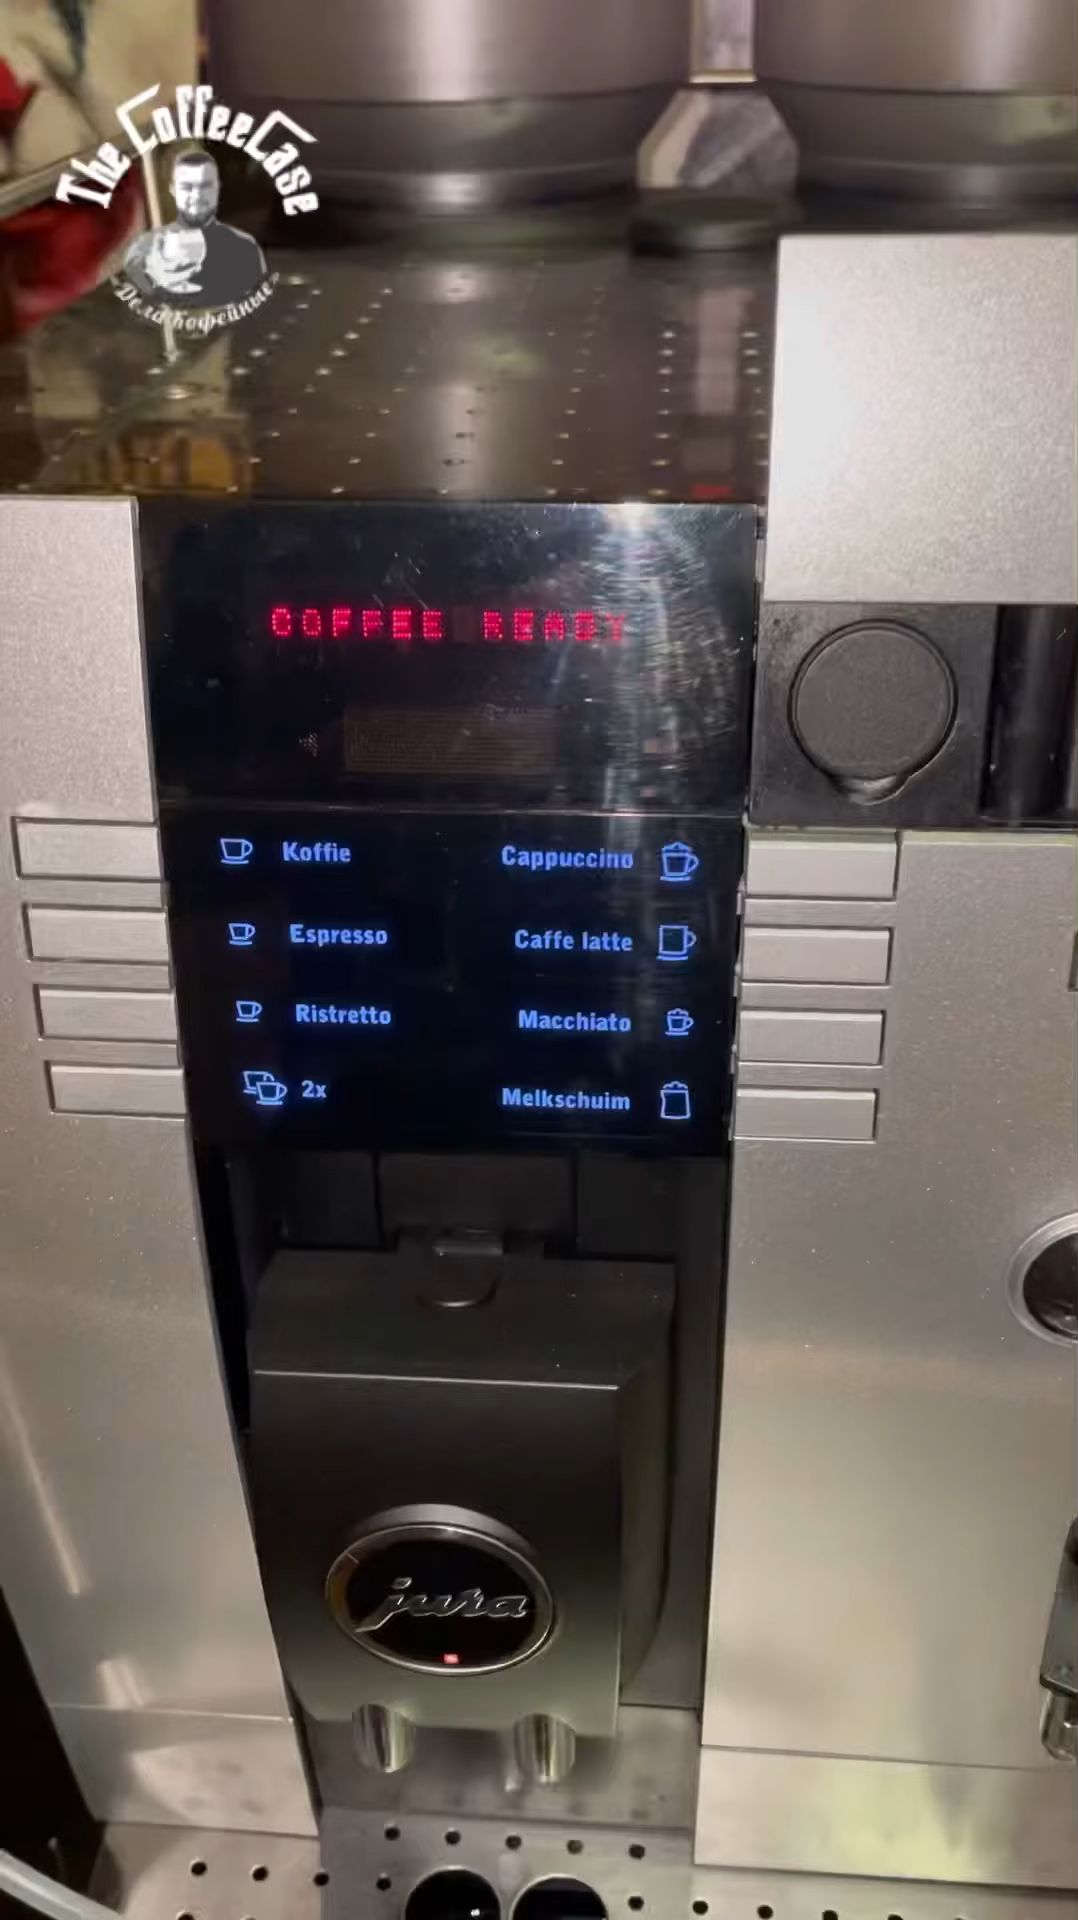 The CoffeeCase
«Дела кофейные»
COFFEE READY
Koffie
Cappuccino
Espresso
Caffe latte
Ristretto
Macchiato
2x
Melkschuim
jura